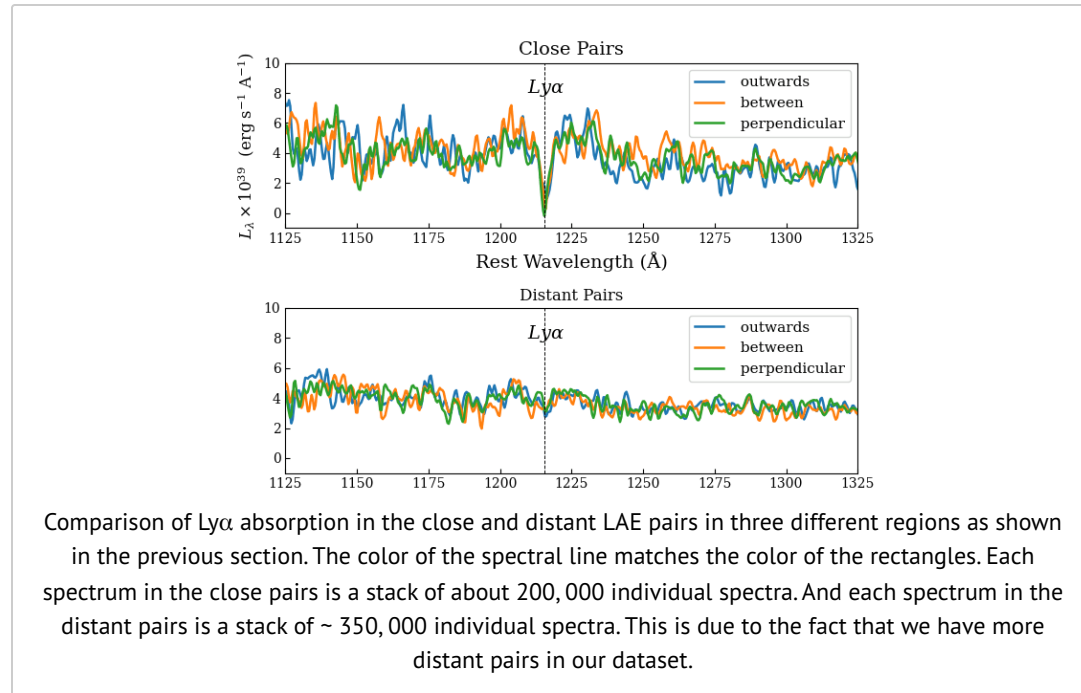 Close Pairs
10
8
6
4
2
0
L_λ × 10^39 (erg s⁻¹ A⁻¹)
Lyα
outwards
between
perpendicular
1125 1150 1175 1200 1225 1250 1275 1300 1325
Rest Wavelength (Å)
Distant Pairs
10
8
6
4
2
0
Lyα
outwards
between
perpendicular
1125 1150 1175 1200 1225 1250 1275 1300 1325
Comparison of Lyα absorption in the close and distant LAE pairs in three different regions as shown
in the previous section. The color of the spectral line matches the color of the rectangles. Each
spectrum in the close pairs is a stack of about 200, 000 individual spectra. And each spectrum in the
distant pairs is a stack of ~ 350, 000 individual spectra. This is due to the fact that we have more
distant pairs in our dataset.